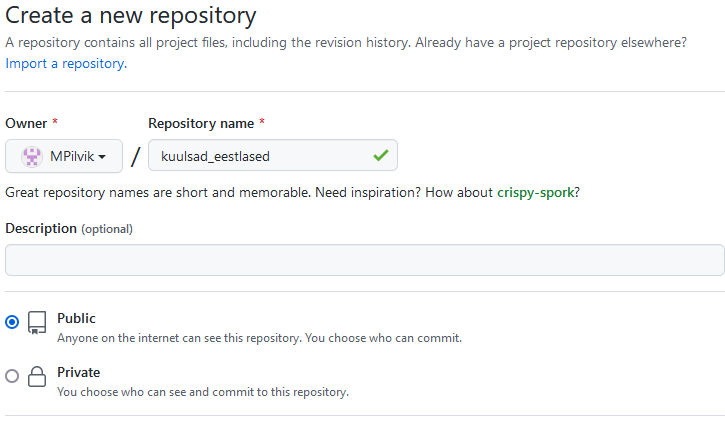 Create a new repository
A repository contains all project files, including the revision history. Already have a project repository elsewhere?
Import a repository.
Owner * Repository name *
MPilvik / kuulsad_eestlased
Great repository names are short and memorable. Need inspiration? How about crispy-spork?
Description (optional)
Public
Anyone on the internet can see this repository. You choose who can commit.
Private
You choose who can see and commit to this repository.